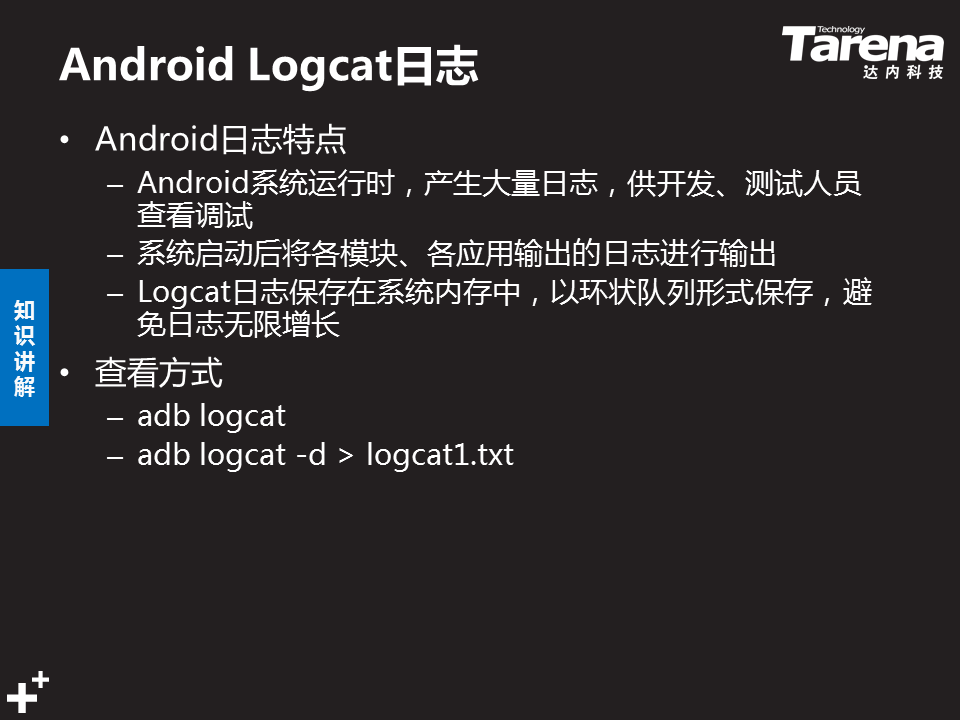 Android Logcat日志
Technology
Tarena
达内科技
• Android日志特点
– Android系统运行时，产生大量日志，供开发、测试人员
查看调试
– 系统启动后将各模块、各应用输出的日志进行输出
– Logcat日志保存在系统内存中，以环状队列形式保存，避
免日志无限增长
知识讲解
• 查看方式
– adb logcat
– adb logcat -d > logcat1.txt